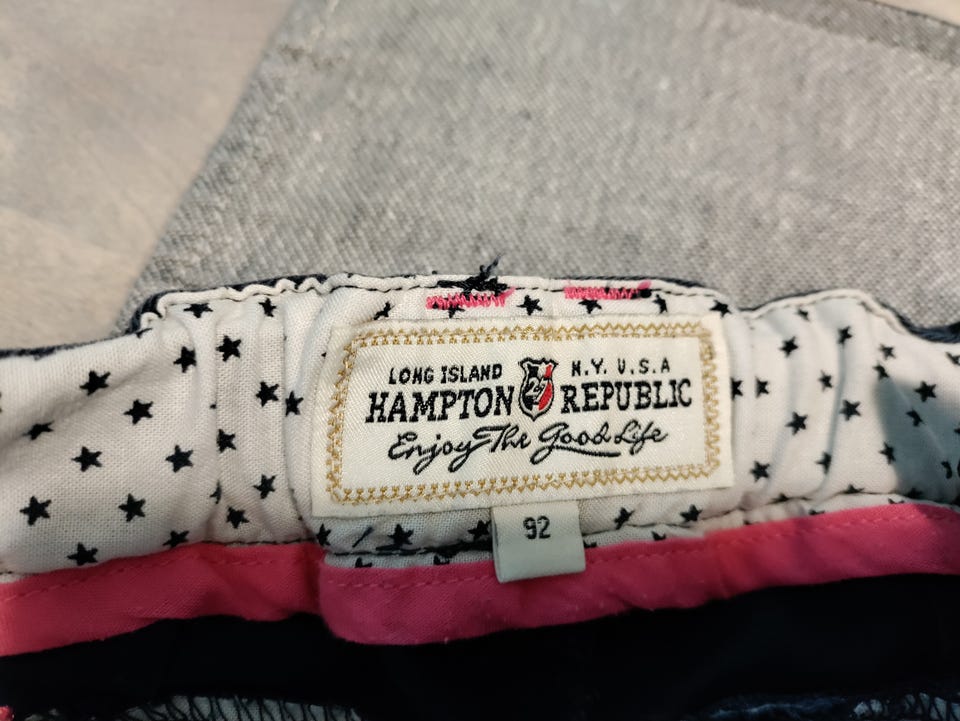 LONG ISLAND N.Y. U.S.A
HAMPTON REPUBLIC
Enjoy The Good Life
92